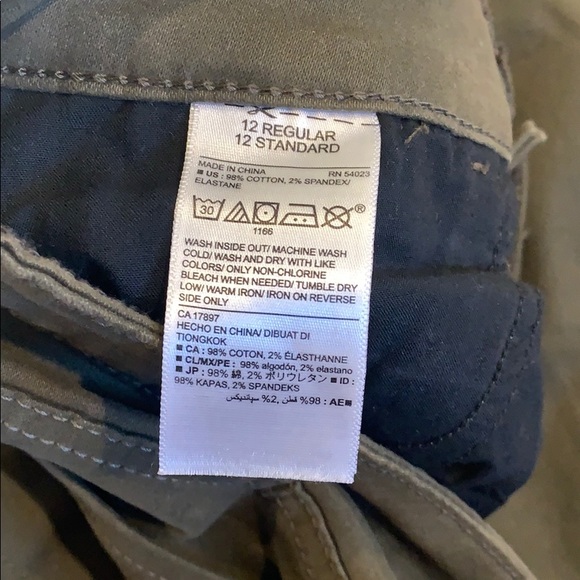 12 REGULAR
12 STANDARD
MADE IN CHINA RN 54023
■ US : 98% COTTON, 2% SPANDEX/
ELASTANE
30 ®
1166
WASH INSIDE OUT/ MACHINE WASH
COLD/ WASH AND DRY WITH LIKE
COLORS/ ONLY NON-CHLORINE
BLEACH WHEN NEEDED/ TUMBLE DRY
LOW/ WARM IRON/ IRON ON REVERSE
SIDE ONLY
CA 17897
HECHO EN CHINA/ DIBUAT DI
TIONGKOK
■ CA : 98% COTON, 2% ÉLASTHANNE
■ CL/MX/PE : 98% algodón, 2% elastano
■ JP : 98% 綿, 2% ポリウレタン ■ ID :
98% KAPAS, 2% SPANDEKS
■ AE : 98% قطن, 2% سپانديكس